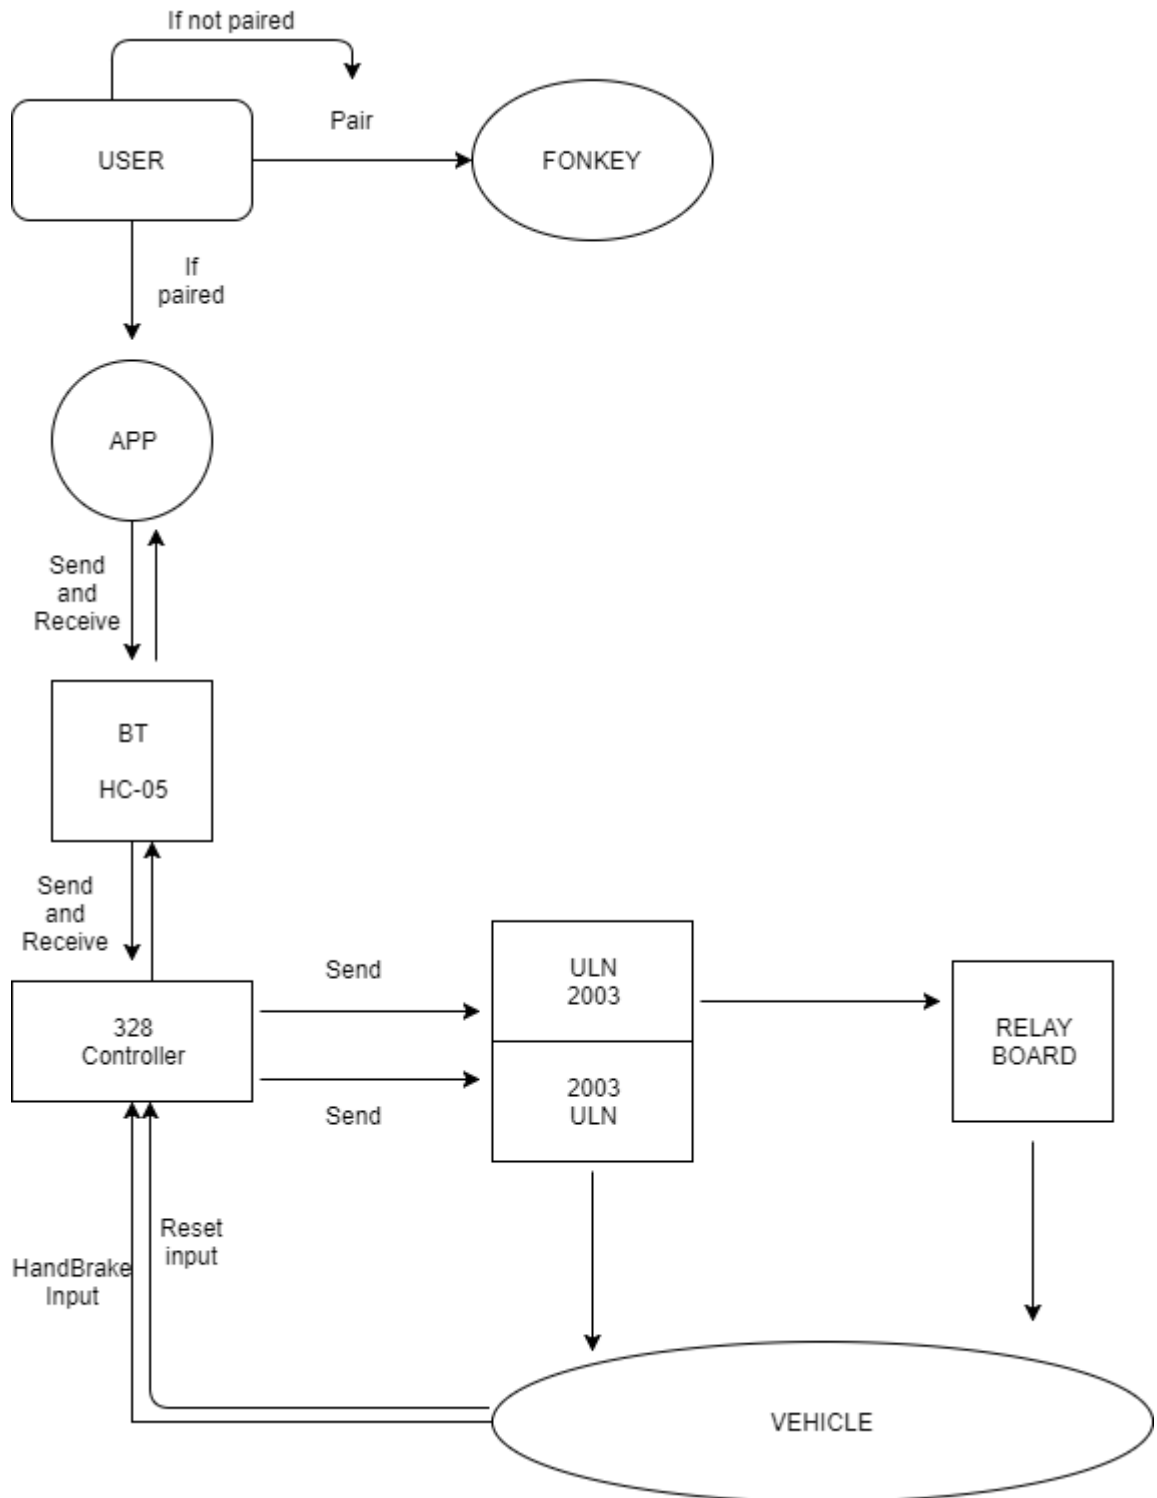 If not paired
Pair
USER
FONKEY
If
paired
APP
Send
and
Receive
BT
HC-05
Send
and
Receive
328
Controller
Send
Send
ULN
2003
2003
ULN
RELAY
BOARD
Reset
input
HandBrake
Input
VEHICLE